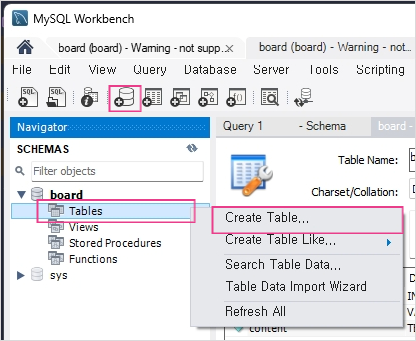 MySQL Workbench
board (board) - Warning - not supp...
board (board) - Warning - not...
File Edit View Query Database Server Tools Scripting
Navigator
SCHEMAS
Filter objects
board
Tables
Views
Stored Procedures
Functions
sys
Query 1
- Schema
board -
Table Name:
Charset/Collation:
Create Table...
Create Table Like...
Search Table Data...
Table Data Import Wizard
Refresh All
content